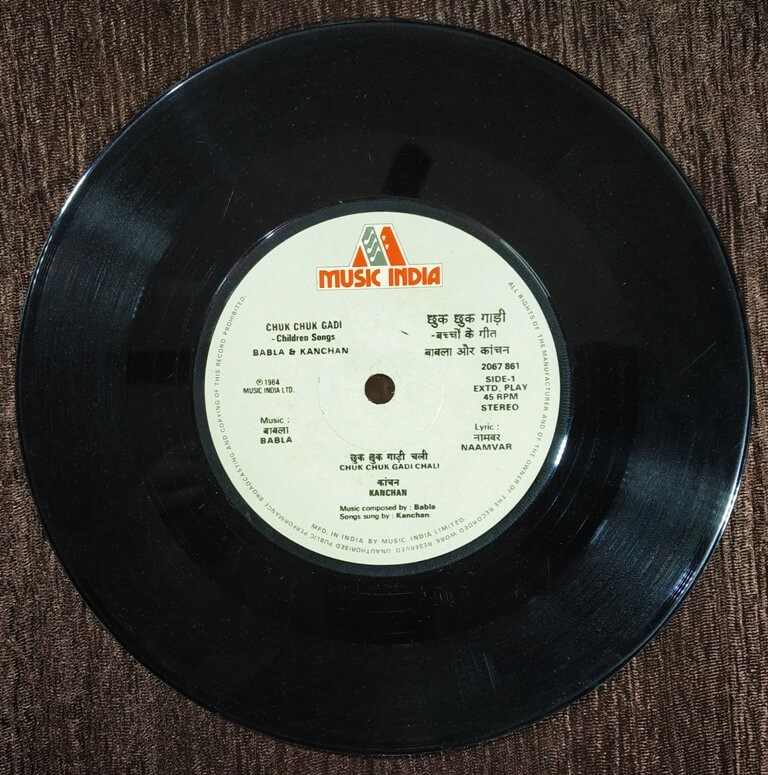 MUSIC INDIA
CHUK CHUK GADI
-Children Songs
BABLA & KANCHAN
छुक छुक गाड़ी
-बच्चों के गीत
बाबला और कांचन
℗ 1984
MUSIC INDIA LTD.
2067 861
SIDE-1
EXTD. PLAY
45 RPM
STEREO
Music :
बाबला
BABLA
Lyric :
नामवर
NAAMVAR
छुक छुक गाड़ी चली
CHUK CHUK GADI CHALI
कांचन
KANCHAN
Music composed by : Babla
Songs sung by : Kanchan
MFD. IN INDIA BY MUSIC INDIA LIMITED.
ALL RIGHTS OF THE MANUFACTURER AND OF THE OWNER OF THE RECORDED WORK RESERVED. UNAUTHORISED PUBLIC PERFORMANCE BROADCASTING AND COPYING OF THIS RECORD PROHIBITED.